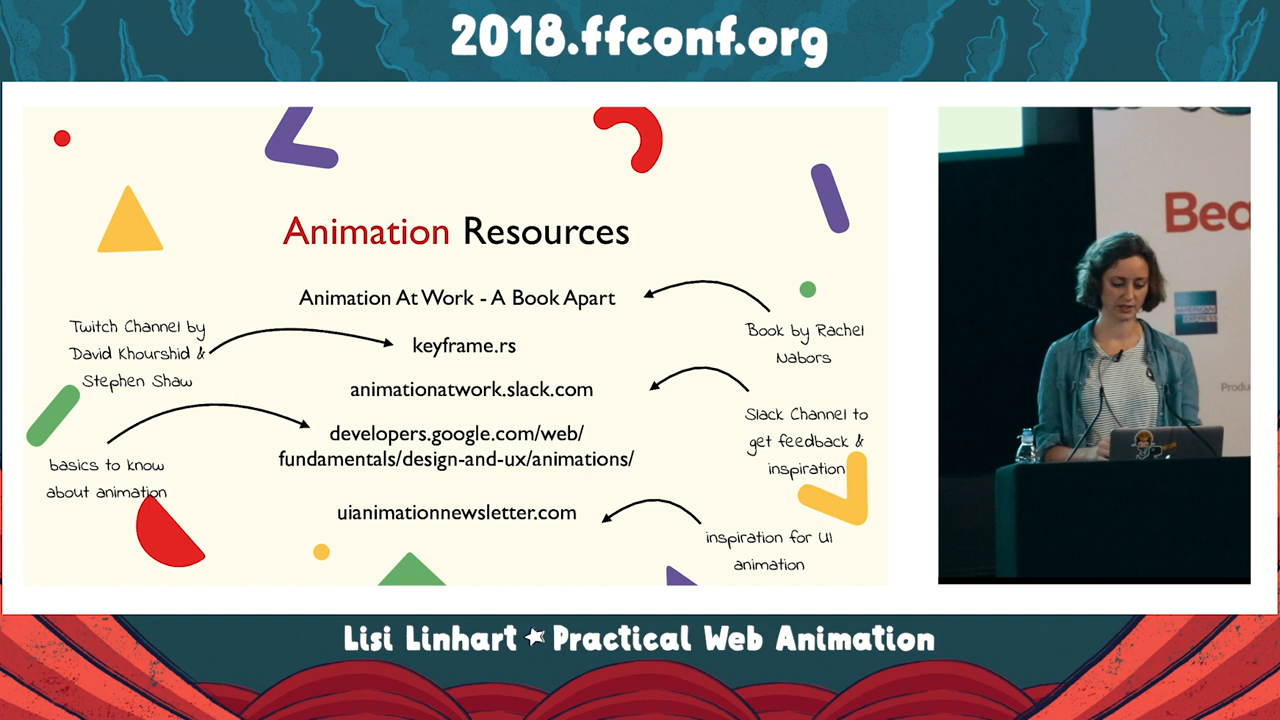 2018.ffconf.org
Animation Resources
Animation At Work - A Book Apart
Book by Rachel
Nabors
Twitch Channel by
David Khourshid &
Stephen Shaw
keyframe.rs
animationatwork.slack.com
Slack Channel to
get feedback &
inspiration
developers.google.com/web/
fundamentals/design-and-ux/animations/
basics to know
about animation
uianimationnewsletter.com
inspiration for UI
animation
Bea
AMERICAN
EXPRESS
Produ
Lisi Linhart Practical Web Animation